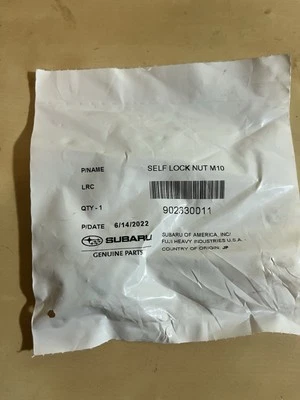 P/NAME SELF LOCK NUT M10
LRC
QTY - 1 902330011
P/DATE 6/14/2022
SUBARU
GENUINE PARTS
SUBARU OF AMERICA, INC/
FUJI HEAVY INDUSTRIES U.S.A.
COUNTRY OF ORIGIN: JP